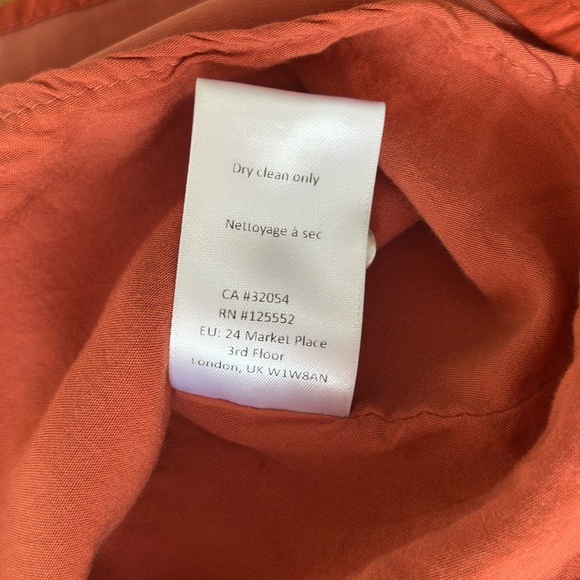 Dry clean only
Nettoyage à sec
CA #32054
RN #125552
EU: 24 Market Place
3rd Floor
London, UK W1W8AN